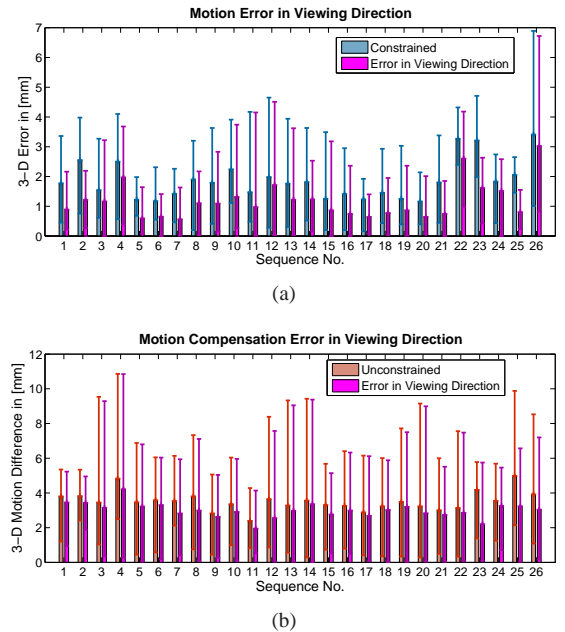 Motion Error in Viewing Direction
7
6
5
4
3
2
1
0
3−D Error in [mm]
Constrained
Error in Viewing Direction
1 2 3 4 5 6 7 8 9 10 11 12 13 14 15 16 17 18 19 20 21 22 23 24 25 26
Sequence No.
(a)
Motion Compensation Error in Viewing Direction
12
10
8
6
4
2
0
3−D Motion Difference in [mm]
Unconstrained
Error in Viewing Direction
1 2 3 4 5 6 7 8 9 10 11 12 13 14 15 16 17 18 19 20 21 22 23 24 25 26
Sequence No.
(b)